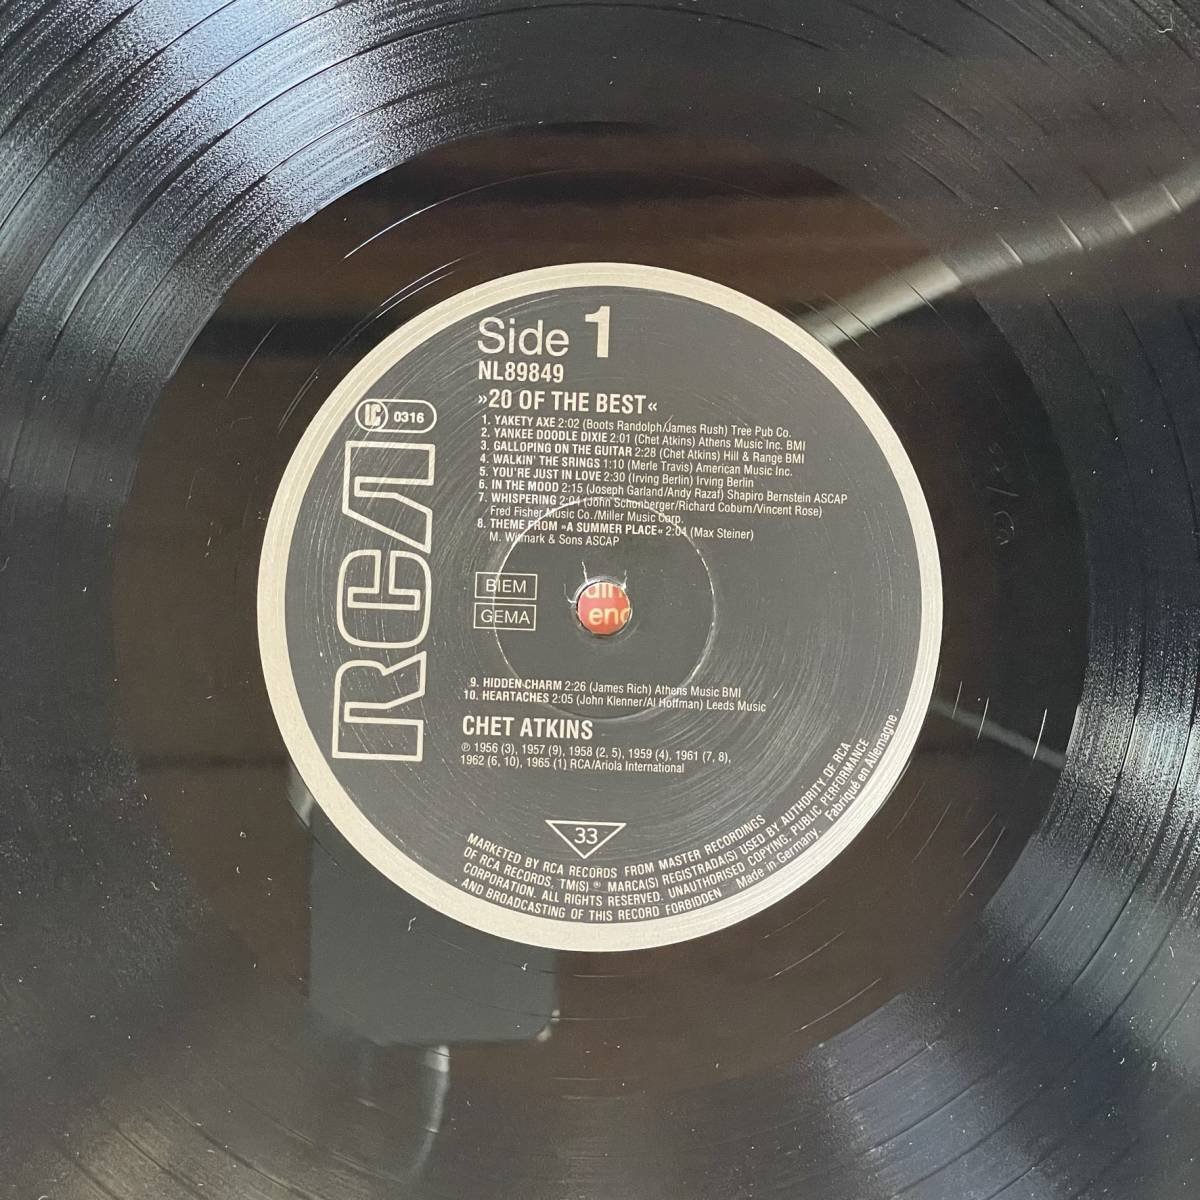 Side 1
NL89849
»20 OF THE BEST«
LC 0316
RCA
1. YAKETY AXE 2:02 (Boots Randolph/James Rush) Tree Pub Co.
2. YANKEE DOODLE DIXIE 2:01 (Chet Atkins) Athens Music Inc. BMI
3. GALLOPING ON THE GUITAR 2:28 (Chet Atkins) Hill & Range BMI
4. WALKIN' THE SRINGS 1:10 (Merle Travis) American Music Inc.
5. YOU'RE JUST IN LOVE 2:30 (Irving Berlin) Irving Berlin
6. IN THE MOOD 2:15 (Joseph Garland/Andy Razaf) Shapiro Bernstein ASCAP
7. WHISPERING 2:04 (John Schonberger/Richard Coburn/Vincent Rose)
Fred Fisher Music Co./Miller Music Corp.
8. THEME FROM »A SUMMER PLACE« 2:04 (Max Steiner)
M. Witmark & Sons ASCAP
BIEM
GEMA
9. HIDDEN CHARM 2:26 (James Rich) Athens Music BMI
10. HEARTACHES 2:05 (John Klenner/Al Hoffman) Leeds Music
CHET ATKINS
℗ 1956 (3), 1957 (9), 1958 (2, 5), 1959 (4), 1961 (7, 8),
1962 (6, 10), 1965 (1) RCA/Ariola International
33
MARKETED BY RCA RECORDS FROM MASTER RECORDINGS
OF RCA RECORDS. TM(S) ® MARCA(S) REGISTRADA(S) USED BY AUTHORITY OF RCA
CORPORATION. ALL RIGHTS RESERVED. UNAUTHORISED COPYING. PUBLIC PERFORMANCE
AND BROADCASTING OF THIS RECORD FORBIDDEN Made in Germany. Fabriqué en Allemagne.